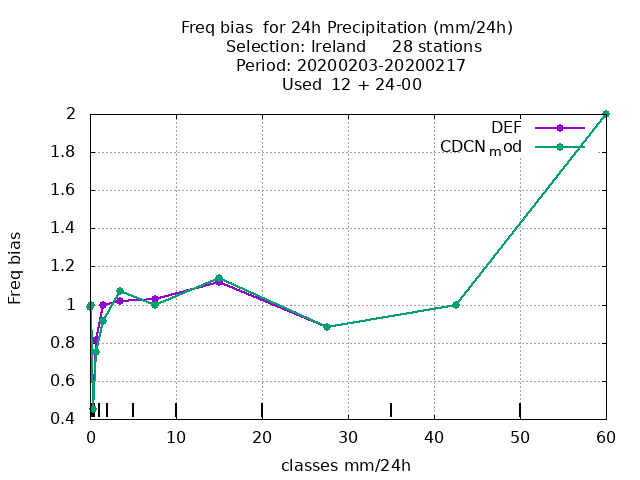 Freq bias  for 24h Precipitation (mm/24h)
Selection: Ireland     28 stations
Period: 20200203-20200217
Used  12 + 24-00
DEF
CDCNmod
Freq bias
2
1.8
1.6
1.4
1.2
1
0.8
0.6
0.4
0 10 20 30 40 50 60
classes mm/24h